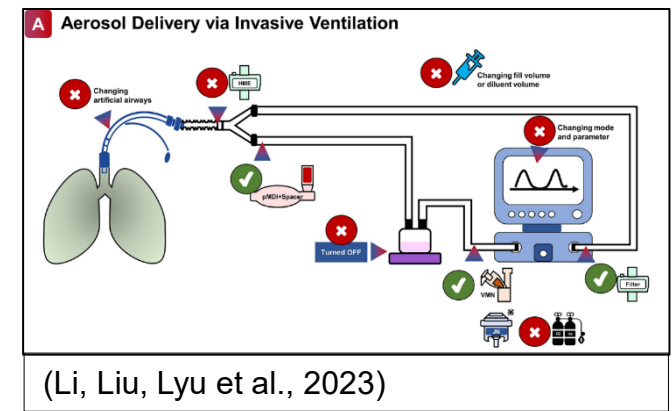 A Aerosol Delivery via Invasive Ventilation
Changing
artificial airways
HME
Changing fill volume
or diluent volume
Changing mode
and parameter
pMDI+Spacer
Turned OFF
VMN
Filter
JN
(Li, Liu, Lyu et al., 2023)